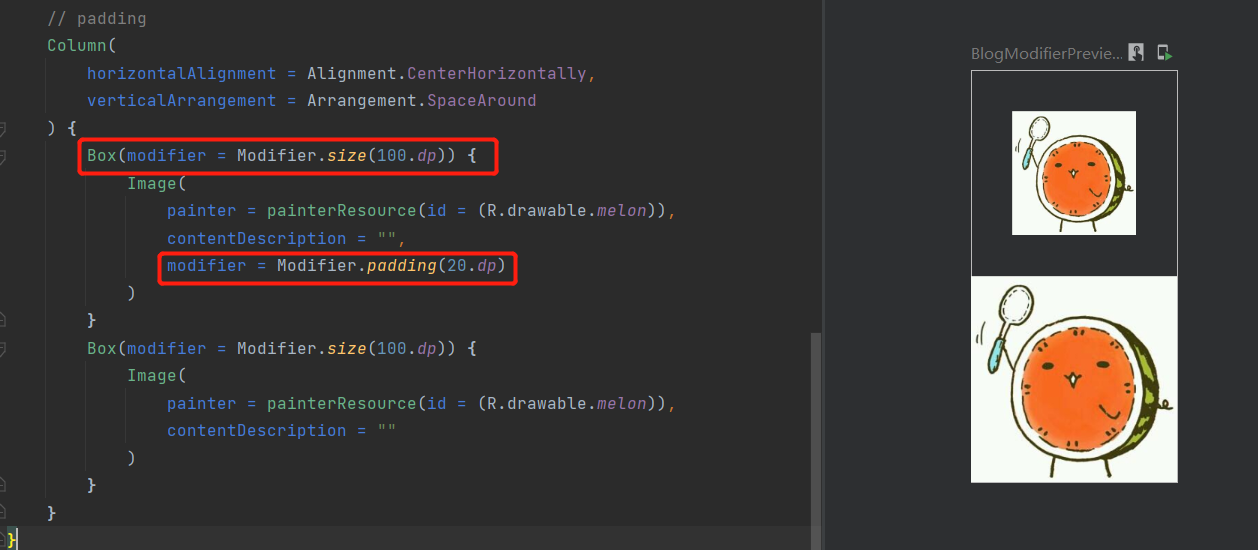 // padding
Column(
horizontalAlignment = Alignment.CenterHorizontally,
verticalArrangement = Arrangement.SpaceAround
) {
Box(modifier = Modifier.size(100.dp)) {
Image(
painter = painterResource(id = (R.drawable.melon)),
contentDescription = "",
modifier = Modifier.padding(20.dp)
)
}
Box(modifier = Modifier.size(100.dp)) {
Image(
painter = painterResource(id = (R.drawable.melon)),
contentDescription = ""
)
}
}
}
BlogModifierPrevie...